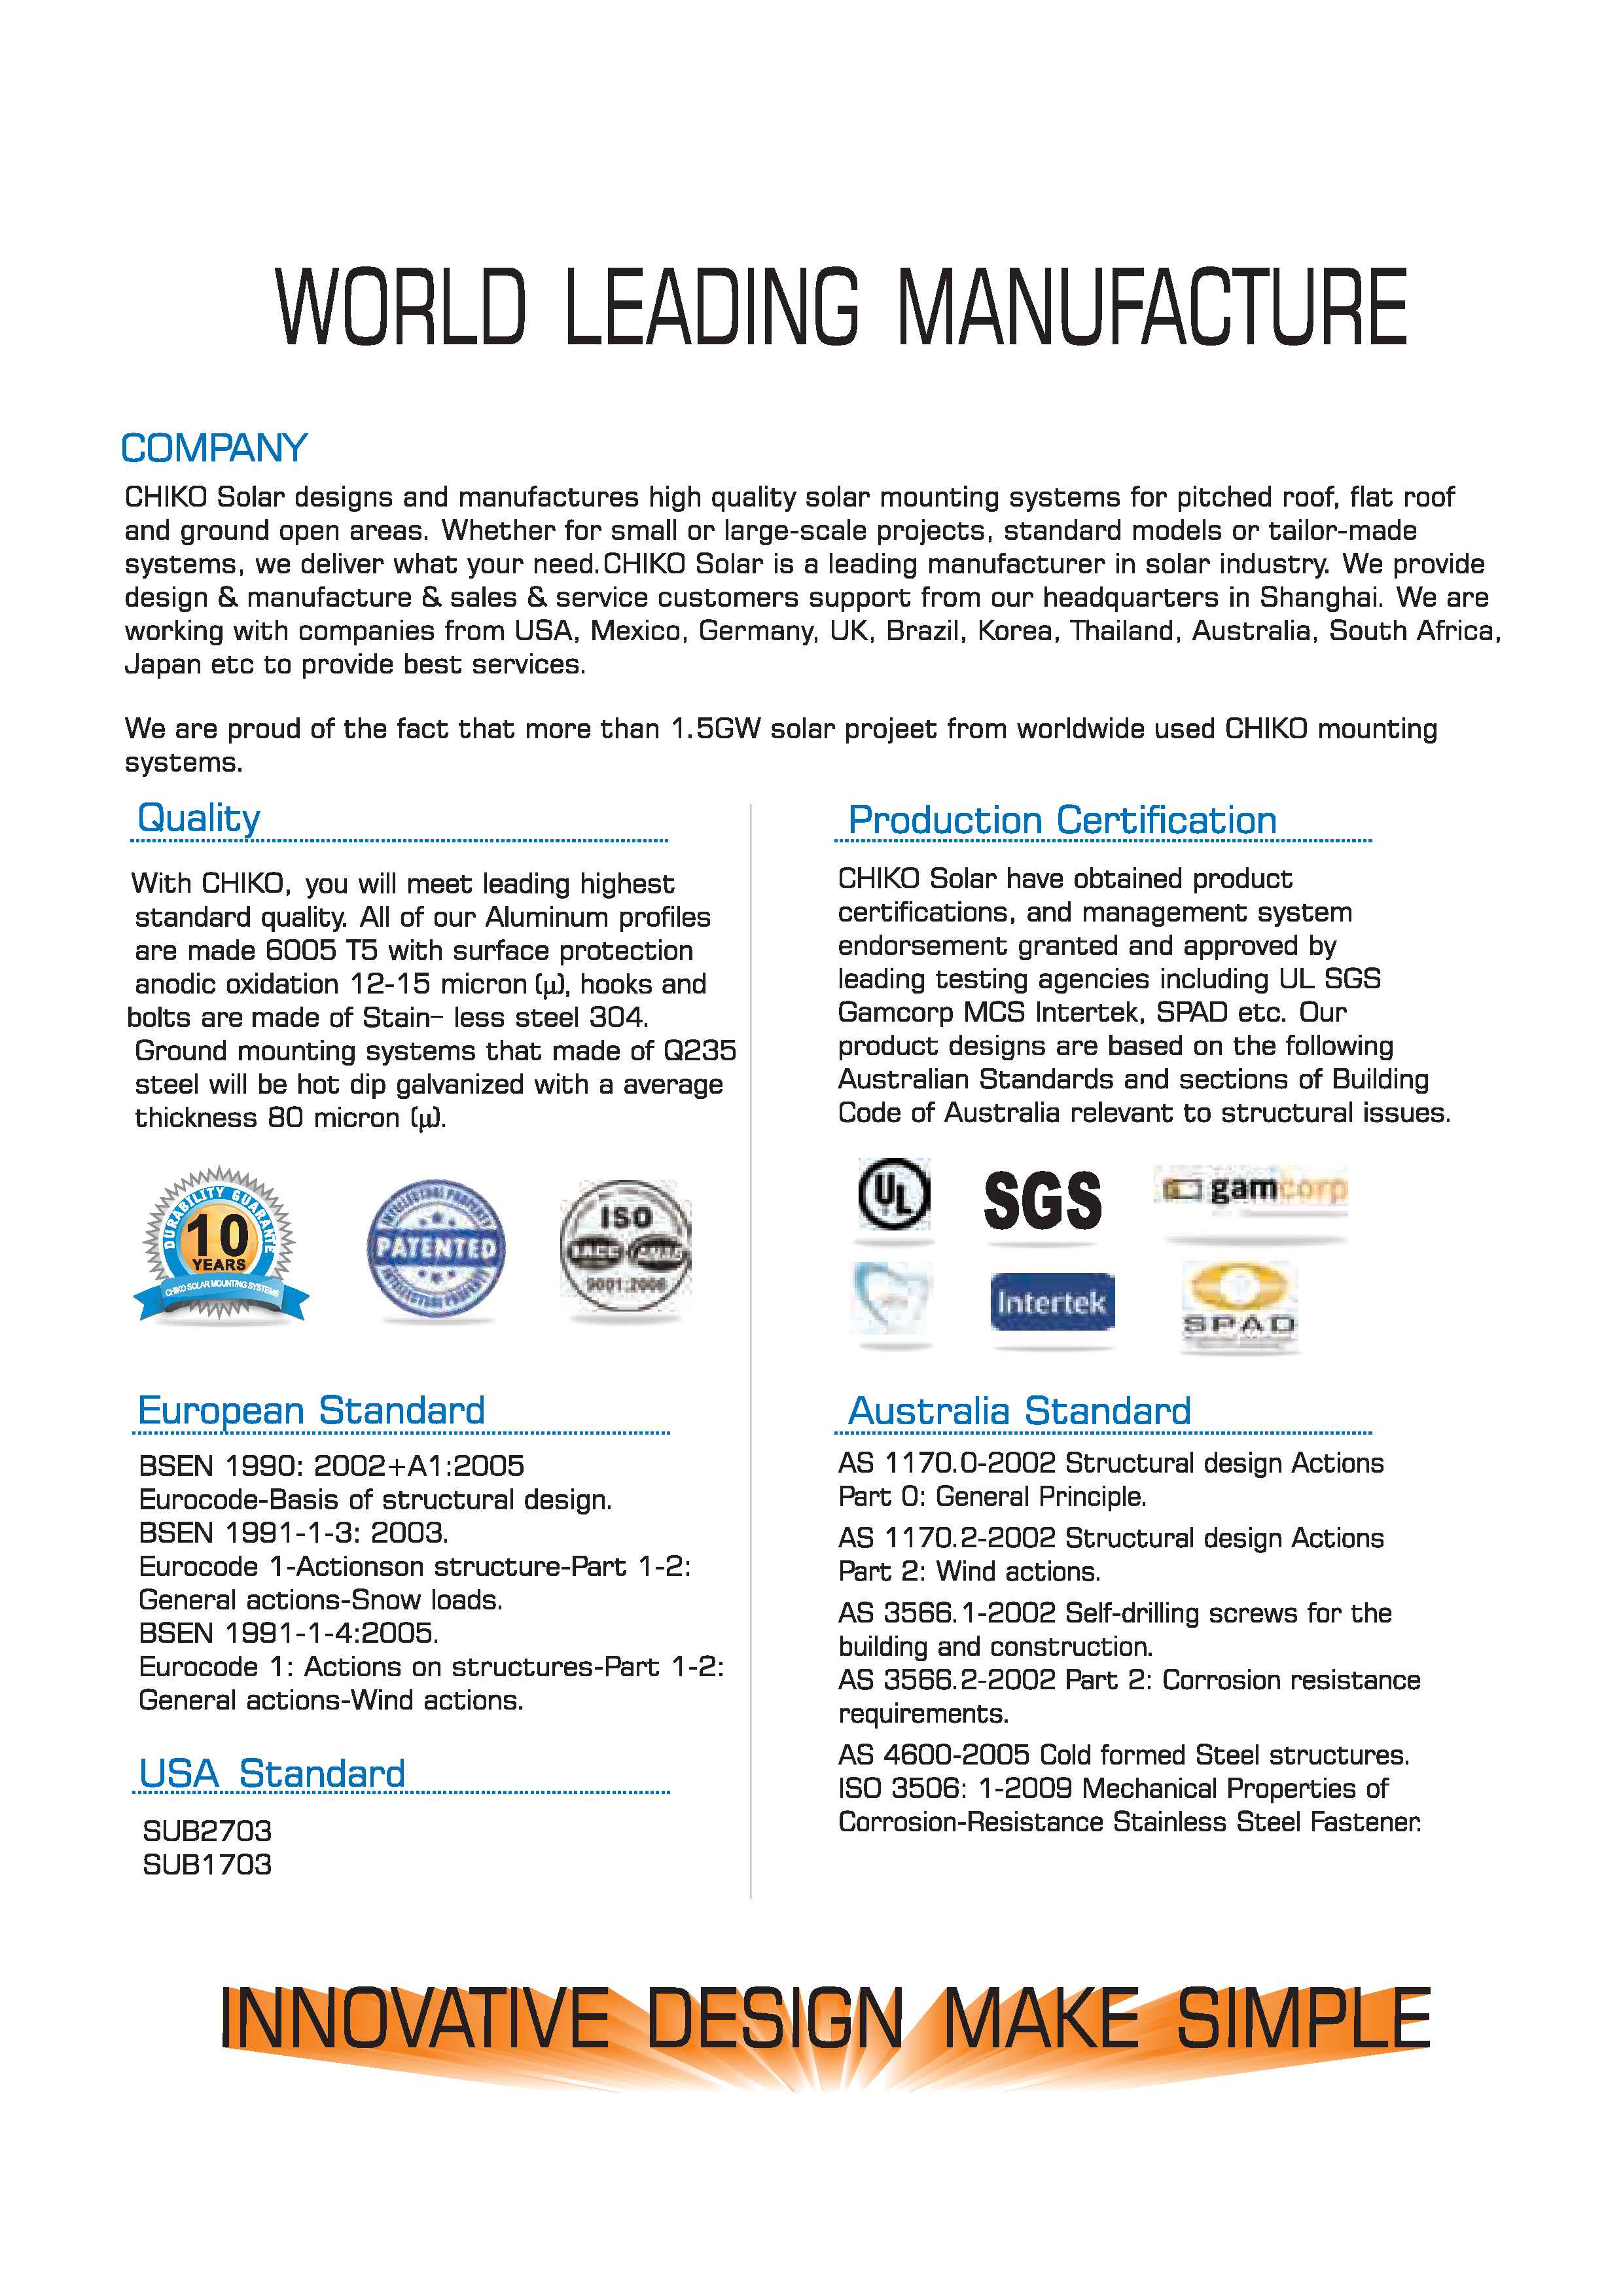 WORLD LEADING MANUFACTURE
COMPANY
CHIKO Solar designs and manufactures high quality solar mounting systems for pitched roof, flat roof
and ground open areas. Whether for small or large-scale projects, standard models or tailor-made
systems, we deliver what your need.CHIKO Solar is a leading manufacturer in solar industry. We provide
design & manufacture & sales & service customers support from our headquarters in Shanghai. We are
working with companies from USA, Mexico, Germany, UK, Brazil, Korea, Thailand, Australia, South Africa,
Japan etc to provide best services.
We are proud of the fact that more than 1.5GW solar projeet from worldwide used CHIKO mounting
systems.
Quality
With CHIKO, you will meet leading highest
standard quality. All of our Aluminum profiles
are made 6005 T5 with surface protection
anodic oxidation 12-15 micron (µ), hooks and
bolts are made of Stain- less steel 304.
Ground mounting systems that made of Q235
steel will be hot dip galvanized with a average
thickness 80 micron (µ).
DURABILITY GUARANTE
10
YEARS
CHIKO SOLAR MOUNTING SYSTEMS
INTELLECTUAL PROPERTY
PATENTED
INTELLECTUAL PROPERTY
ISO
9001:2008
European Standard
BSEN 1990: 2002+A1:2005
Eurocode-Basis of structural design.
BSEN 1991-1-3: 2003.
Eurocode 1-Actionson structure-Part 1-2:
General actions-Snow loads.
BSEN 1991-1-4:2005.
Eurocode 1: Actions on structures-Part 1-2:
General actions-Wind actions.
USA Standard
SUB2703
SUB1703
Production Certification
CHIKO Solar have obtained product
certifications, and management system
endorsement granted and approved by
leading testing agencies including UL SGS
Gamcorp MCS Intertek, SPAD etc. Our
product designs are based on the following
Australian Standards and sections of Building
Code of Australia relevant to structural issues.
UL
SGS
gamcorp
Intertek
SPAD
Australia Standard
AS 1170.0-2002 Structural design Actions
Part 0: General Principle.
AS 1170.2-2002 Structural design Actions
Part 2: Wind actions.
AS 3566.1-2002 Self-drilling screws for the
building and construction.
AS 3566.2-2002 Part 2: Corrosion resistance
requirements.
AS 4600-2005 Cold formed Steel structures.
ISO 3506: 1-2009 Mechanical Properties of
Corrosion-Resistance Stainless Steel Fastener.
INNOVATIVE DESIGN MAKE SIMPLE